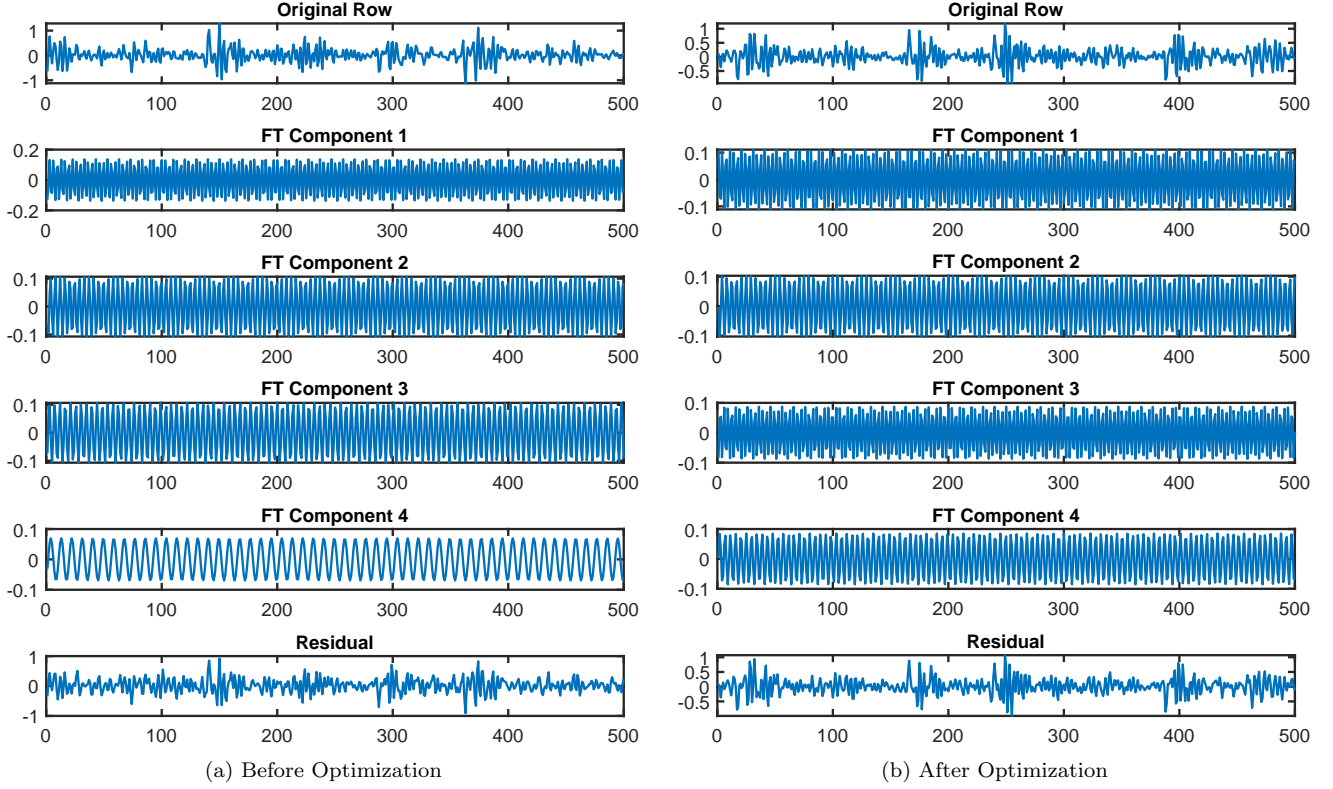 Original Row
1
0
-1
0 100 200 300 400 500
FT Component 1
0.2
0
-0.2
0 100 200 300 400 500
FT Component 2
0.1
0
-0.1
0 100 200 300 400 500
FT Component 3
0.1
0
-0.1
0 100 200 300 400 500
FT Component 4
0.1
0
-0.1
0 100 200 300 400 500
Residual
1
0
-1
0 100 200 300 400 500
(a) Before Optimization
Original Row
1
0.5
0
-0.5
0 100 200 300 400 500
FT Component 1
0.1
0
-0.1
0 100 200 300 400 500
FT Component 2
0.1
0
-0.1
0 100 200 300 400 500
FT Component 3
0.1
0
-0.1
0 100 200 300 400 500
FT Component 4
0.1
0
-0.1
0 100 200 300 400 500
Residual
1
0.5
0
-0.5
0 100 200 300 400 500
(b) After Optimization